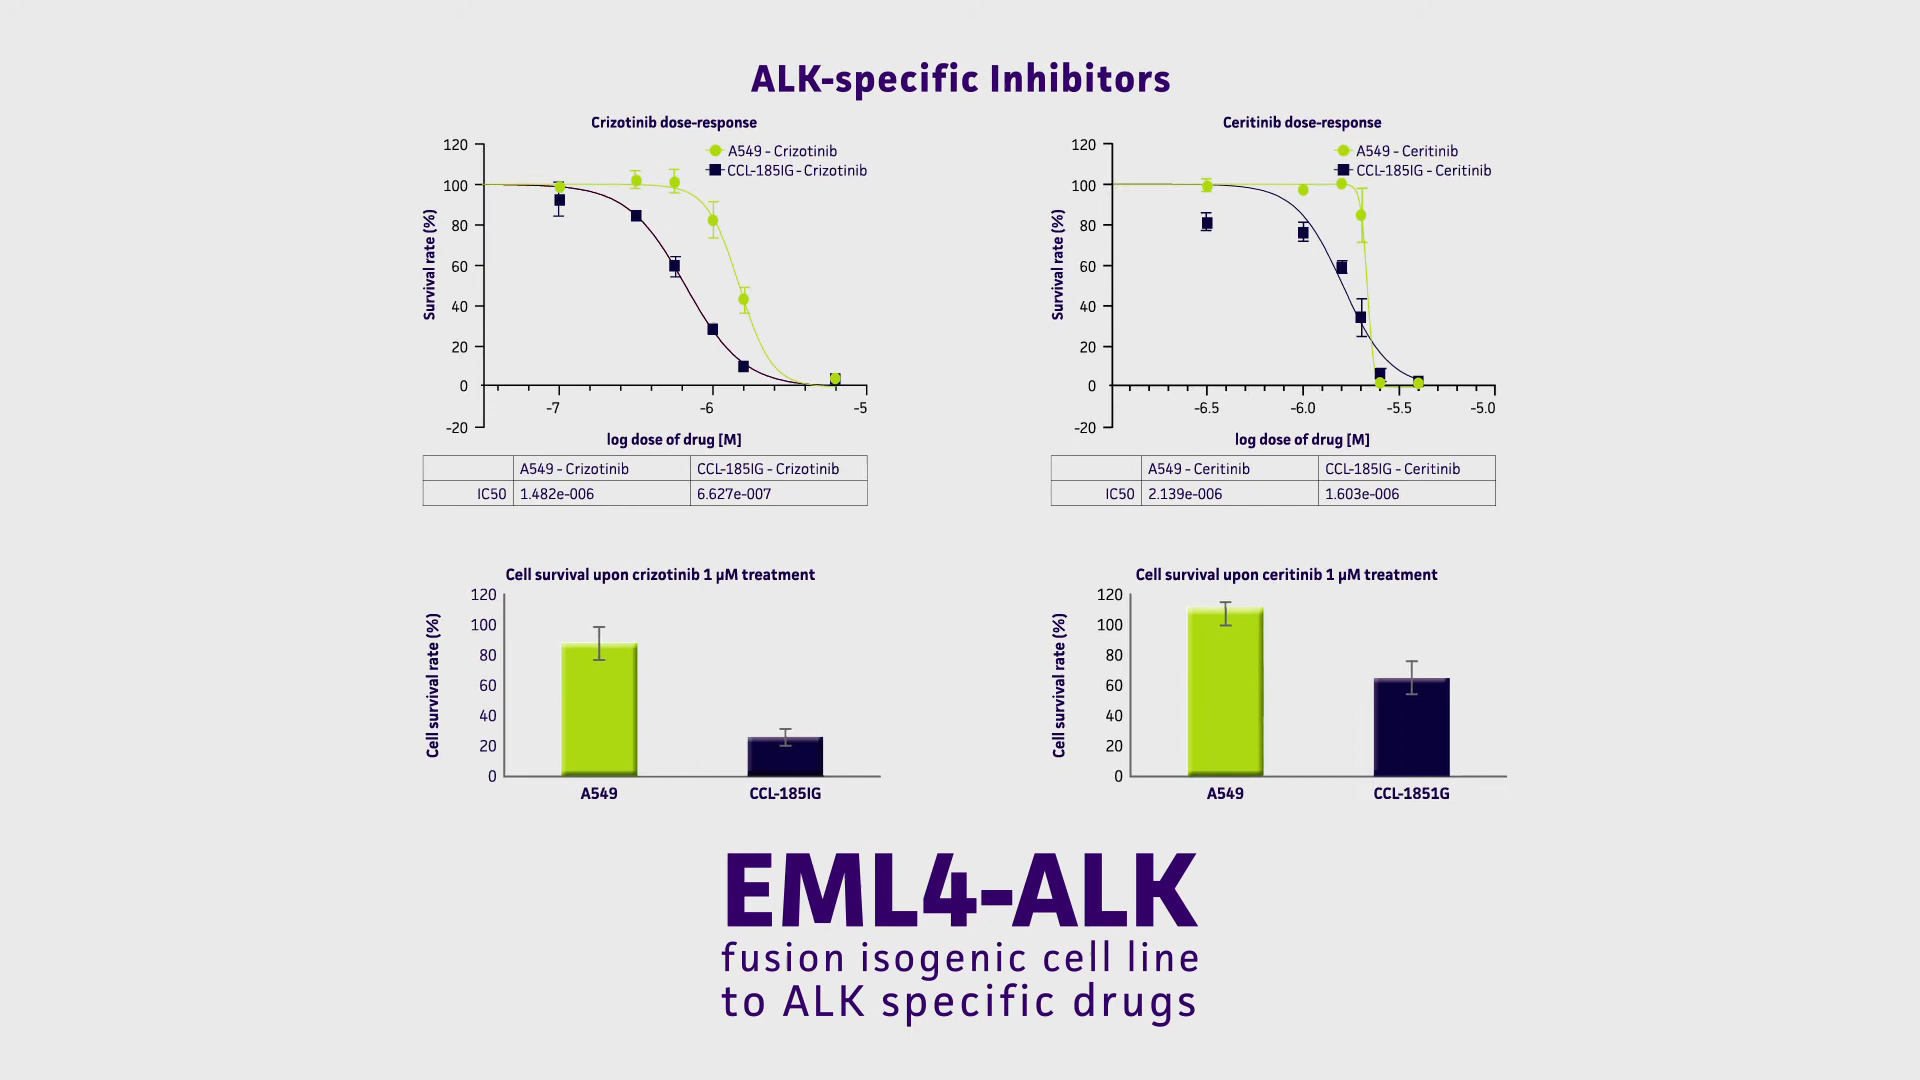 ALK-specific Inhibitors
Crizotinib dose-response
A549 - Crizotinib
CCL-185IG - Crizotinib
Survival rate (%)
120
100
80
60
40
20
0
-20
-7
-6
-5
log dose of drug [M]
A549 - Crizotinib CCL-185IG - Crizotinib
IC50 1.482e-006 6.627e-007
Ceritinib dose-response
A549 - Ceritinib
CCL-185IG - Ceritinib
Survival rate (%)
120
100
80
60
40
20
0
-20
-6.5
-6.0
-5.5
-5.0
log dose of drug [M]
A549 - Ceritinib CCL-185IG - Ceritinib
IC50 2.139e-006 1.603e-006
Cell survival upon crizotinib 1 µM treatment
Cell survival rate (%)
120
100
80
60
40
20
0
A549
CCL-185IG
Cell survival upon ceritinib 1 µM treatment
Cell survival rate (%)
120
100
80
60
40
20
0
A549
CCL-1851G
EML4-ALK
fusion isogenic cell line
to ALK specific drugs